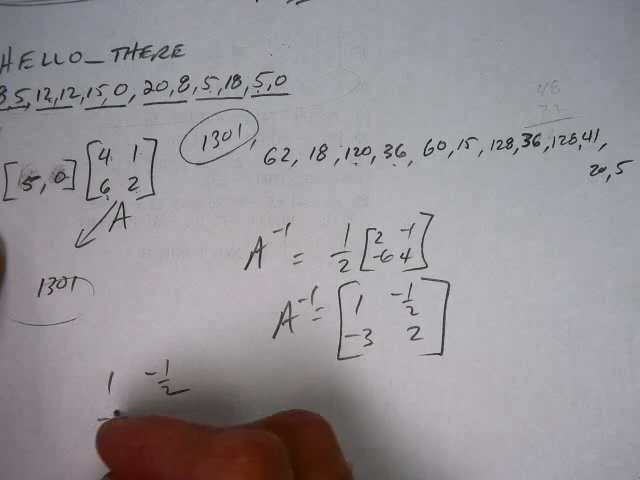 HELLO_THERE
8,5,12,12,15,0, 20,8,5,18,5,0
1301, 62, 18, 120, 36, 60, 15, 128, 36, 128, 41,
20, 5
[5, 0] [4 1
6 2]
A
1301
A⁻¹ = 1/2 [2 -1
-6 4]
A⁻¹ = [1 -1/2
-3 2]
1 -1/2